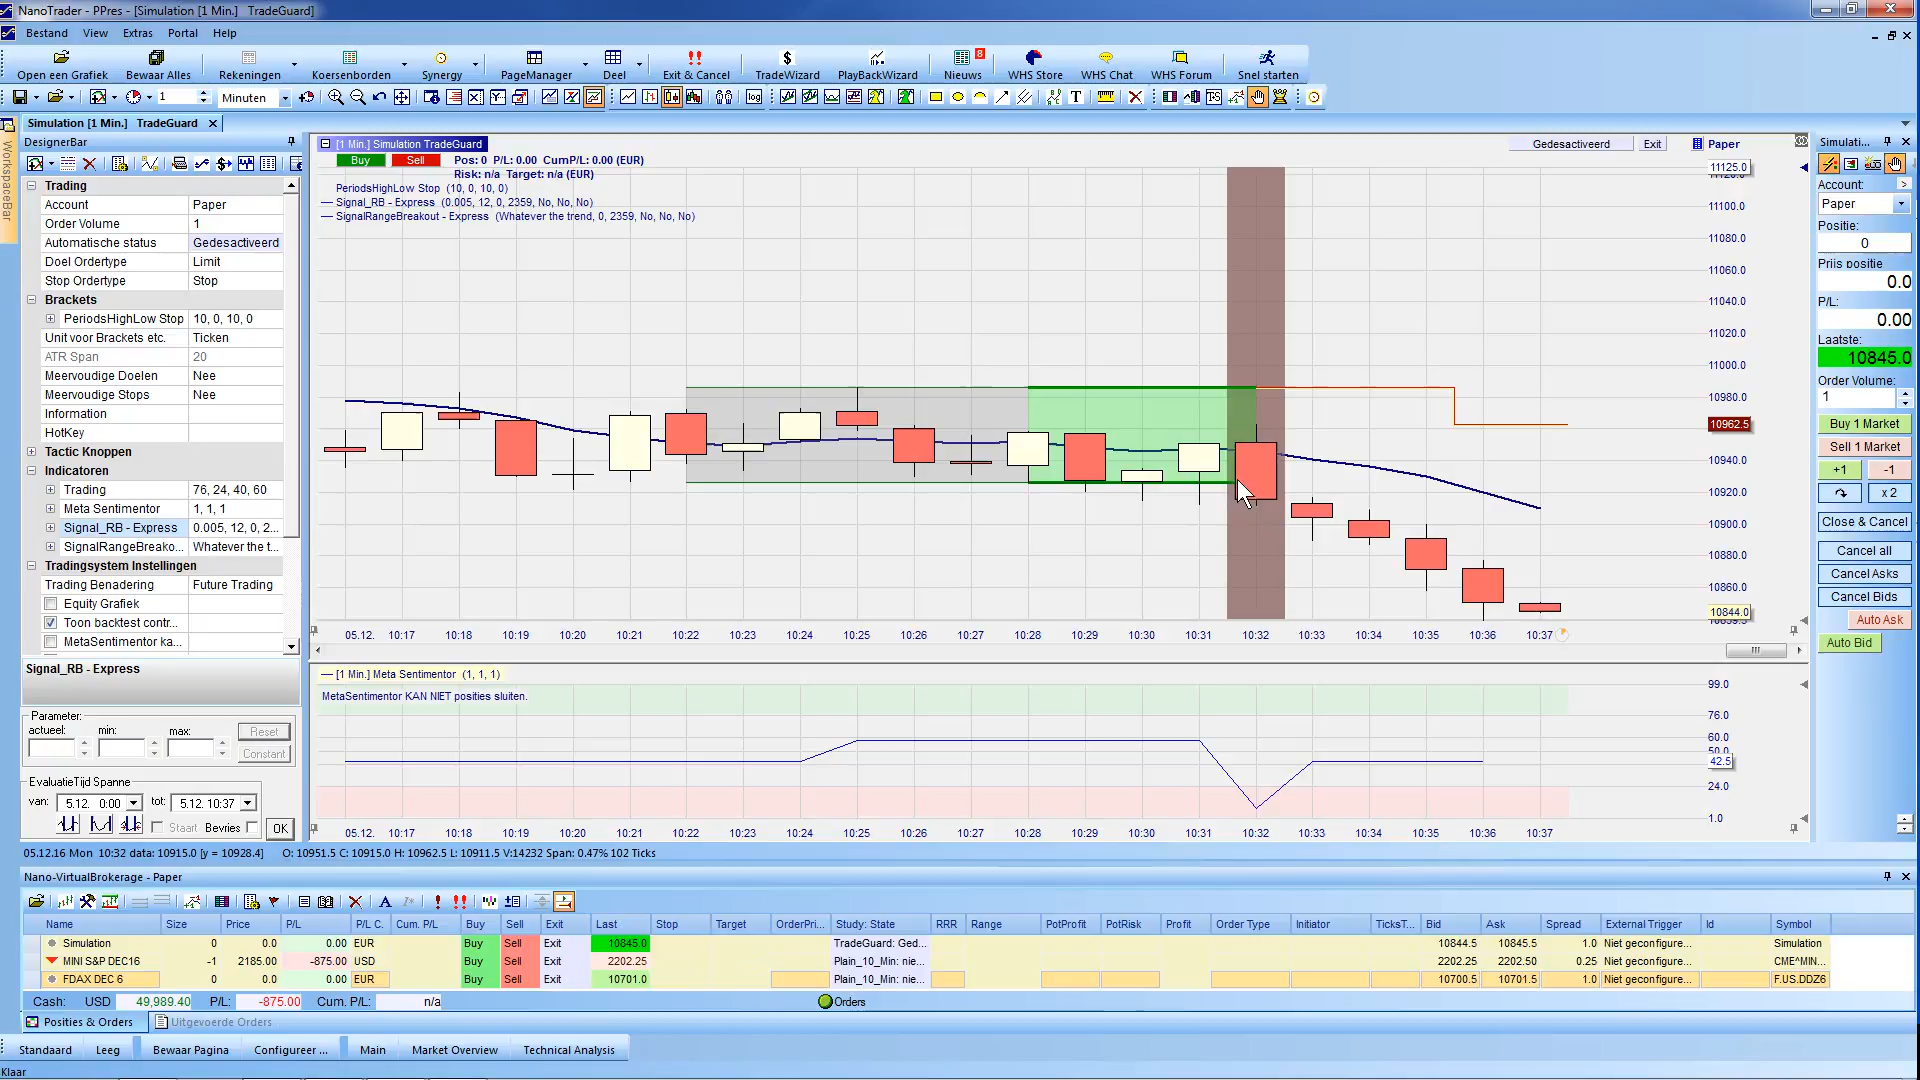 NanoTrader - PPres - [Simulation [1 Min.]   TradeGuard]
Bestand View Extras Portal Help
Open een Grafiek Bewaar Alles Rekeningen Koersenborden Synergy PageManager Deel Exit & Cancel TradeWizard PlayBackWizard Nieuws 8 WHS Store WHS Chat WHS Forum Snel starten
1 Minuten
Simulation [1 Min.]   TradeGuard
WorkspaceBar
DesignerBar
Trading
Account Paper
Order Volume 1
Automatische status Gedesactiveerd
Doel Ordertype Limit
Stop Ordertype Stop
Brackets
PeriodsHighLow Stop 10, 0, 10, 0
Unit voor Brackets etc. Ticken
ATR Span 20
Meervoudige Doelen Nee
Meervoudige Stops Nee
Information
HotKey
Tactic Knoppen
Indicatoren
Trading 76, 24, 40, 60
Meta Sentimentor 1, 1, 1
Signal_RB - Express 0.005, 12, 0, 2...
SignalRangeBreako... Whatever the t...
Tradingsystem Instellingen
Trading Benadering Future Trading
Equity Grafiek
Toon backtest contr...
MetaSentimentor ka...
Signal_RB - Express
Parameter:
actueel: min: max: Reset
Constant
EvaluatieTijd Spanne
van: 5.12. 0:00 tot: 5.12. 10:37
Staart Bevries OK
[1 Min.] Simulation TradeGuard Gedesactiveerd Exit Paper
Buy Sell Pos: 0 P/L: 0.00 CumP/L: 0.00 (EUR)
Risk: n/a Target: n/a (EUR)
PeriodsHighLow Stop (10, 0, 10, 0)
Signal_RB - Express (0.005, 12, 0, 2359, No, No, No)
SignalRangeBreakout - Express (Whatever the trend, 0, 2359, No, No, No)
11125.0
11100.0
11080.0
11060.0
11040.0
11020.0
11000.0
10980.0
10962.5
10940.0
10920.0
10900.0
10880.0
10860.0
10844.0
05.12. 10:17 10:18 10:19 10:20 10:21 10:22 10:23 10:24 10:25 10:26 10:27 10:28 10:29 10:30 10:31 10:32 10:33 10:34 10:35 10:36 10:37
[1 Min.] Meta Sentimentor (1, 1, 1)
MetaSentimentor KAN NIET posities sluiten.
99.0
76.0
60.0
50.0
42.5
24.0
1.0
05.12. 10:17 10:18 10:19 10:20 10:21 10:22 10:23 10:24 10:25 10:26 10:27 10:28 10:29 10:30 10:31 10:32 10:33 10:34 10:35 10:36 10:37
Simulati...
Account: >
Paper
Positie:
0
Prijs positie
0.0
P/L:
0.00
Laatste:
10845.0
Order Volume:
1
Buy 1 Market
Sell 1 Market
+1 -1
x 2
Close & Cancel
Cancel all
Cancel Asks
Cancel Bids
Auto Ask
Auto Bid
05.12.16 Mon 10:32 data: 10915.0 [y = 10928.4] O: 10951.5 C: 10915.0 H: 10962.5 L: 10911.5 V:14232 Span: 0.47% 102 Ticks
Nano-VirtualBrokerage - Paper
Name Size Price P/L P/L C. Cum. P/L Buy Sell Exit Last Stop Target OrderPri... Study: State RRR Range PotProfit PotRisk Profit Order Type Initiator TicksT... Bid Ask Spread External Trigger Id Symbol
Simulation 0 0.0 0.00 EUR Buy Sell Exit 10845.0 TradeGuard: Ged... 10844.5 10845.5 1.0 Niet geconfigure... Simulation
MINI S&P DEC16 -1 2185.00 -875.00 USD Buy Sell Exit 2202.25 Plain_10_Min: nie... 2202.25 2202.50 0.25 Niet geconfigure... CME^MIN...
FDAX DEC 6 0 0.0 0.00 EUR Buy Sell Exit 10701.0 Plain_10_Min: nie... 10700.5 10701.5 1.0 Niet geconfigure... F.US.DDZ6
Cash: USD 49,989.40 P/L: -875.00 Cum. P/L: n/a Orders
Posities & Orders Uitgevoerde Orders
Standaard Leeg Bewaar Pagina Configureer ... Main Market Overview Technical Analysis
Klaar